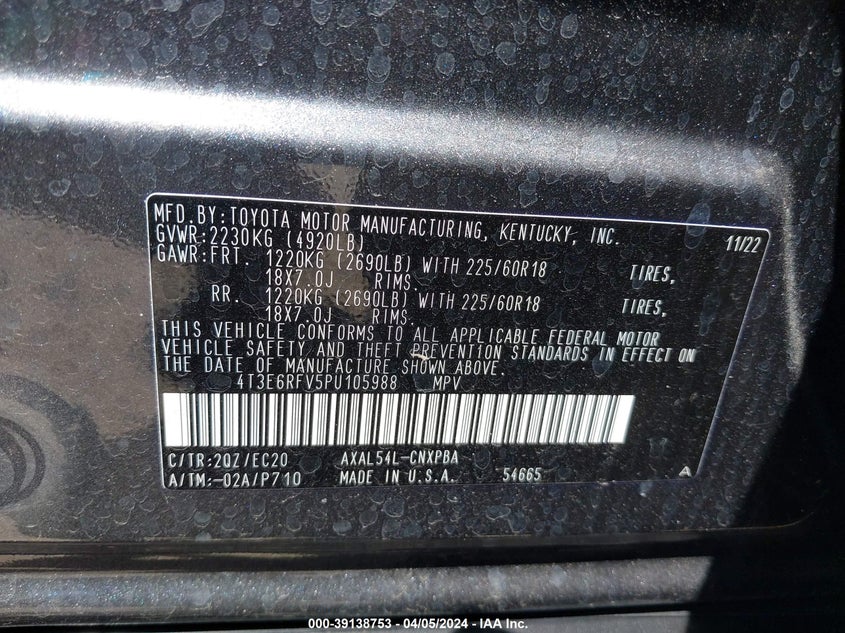 MFD.BY:TOYOTA MOTOR MANUFACTURING, KENTUCKY, INC. 11/22
GVWR:2230KG (4920LB)
GAWR:FRT. 1220KG (2690LB) WITH 225/60R18 TIRES,
18X7.0J RIMS.
RR. 1220KG (2690LB) WITH 225/60R18 TIRES,
18X7.0J RIMS.
THIS VEHICLE CONFORMS TO ALL APPLICABLE FEDERAL MOTOR
VEHICLE SAFETY AND THEFT PREVENTION STANDARDS IN EFFECT ON
THE DATE OF MANUFACTURE SHOWN ABOVE.
4T3E6RFV5PU105988 MPV
C/TR:2QZ/EC20 AXAL54L-CNXPBA
A/TM:-02A/P710 MADE IN U.S.A. 54665 A
000-39138753 - 04/05/2024 - IAA Inc.